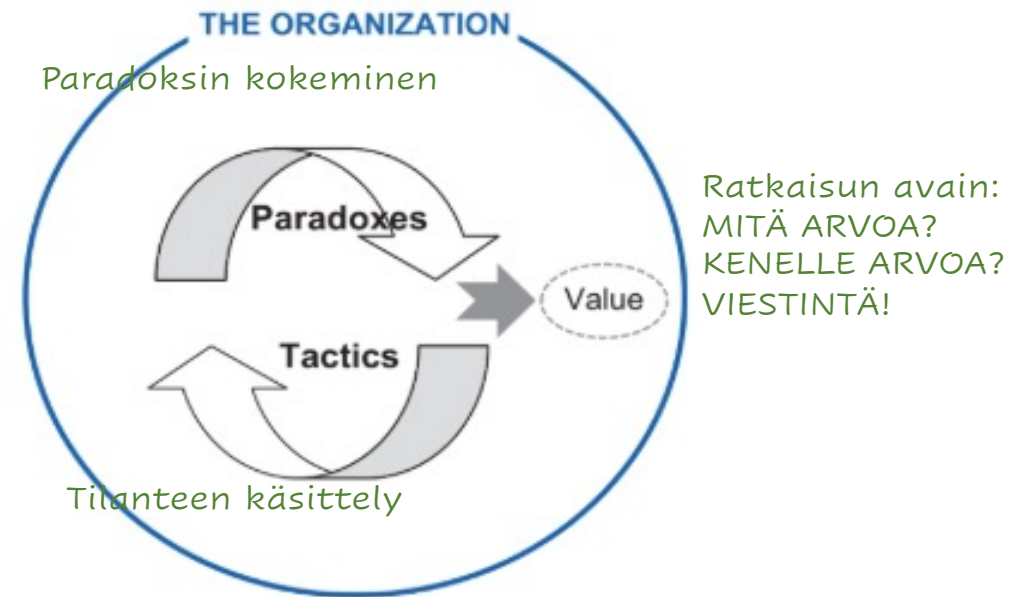 THE ORGANIZATION
Paradoksin kokeminen
Paradoxes
Value
Tactics
Tilanteen käsittely
Ratkaisun avain:
MITÄ ARVOA?
KENELLE ARVOA?
VIESTINTÄ!